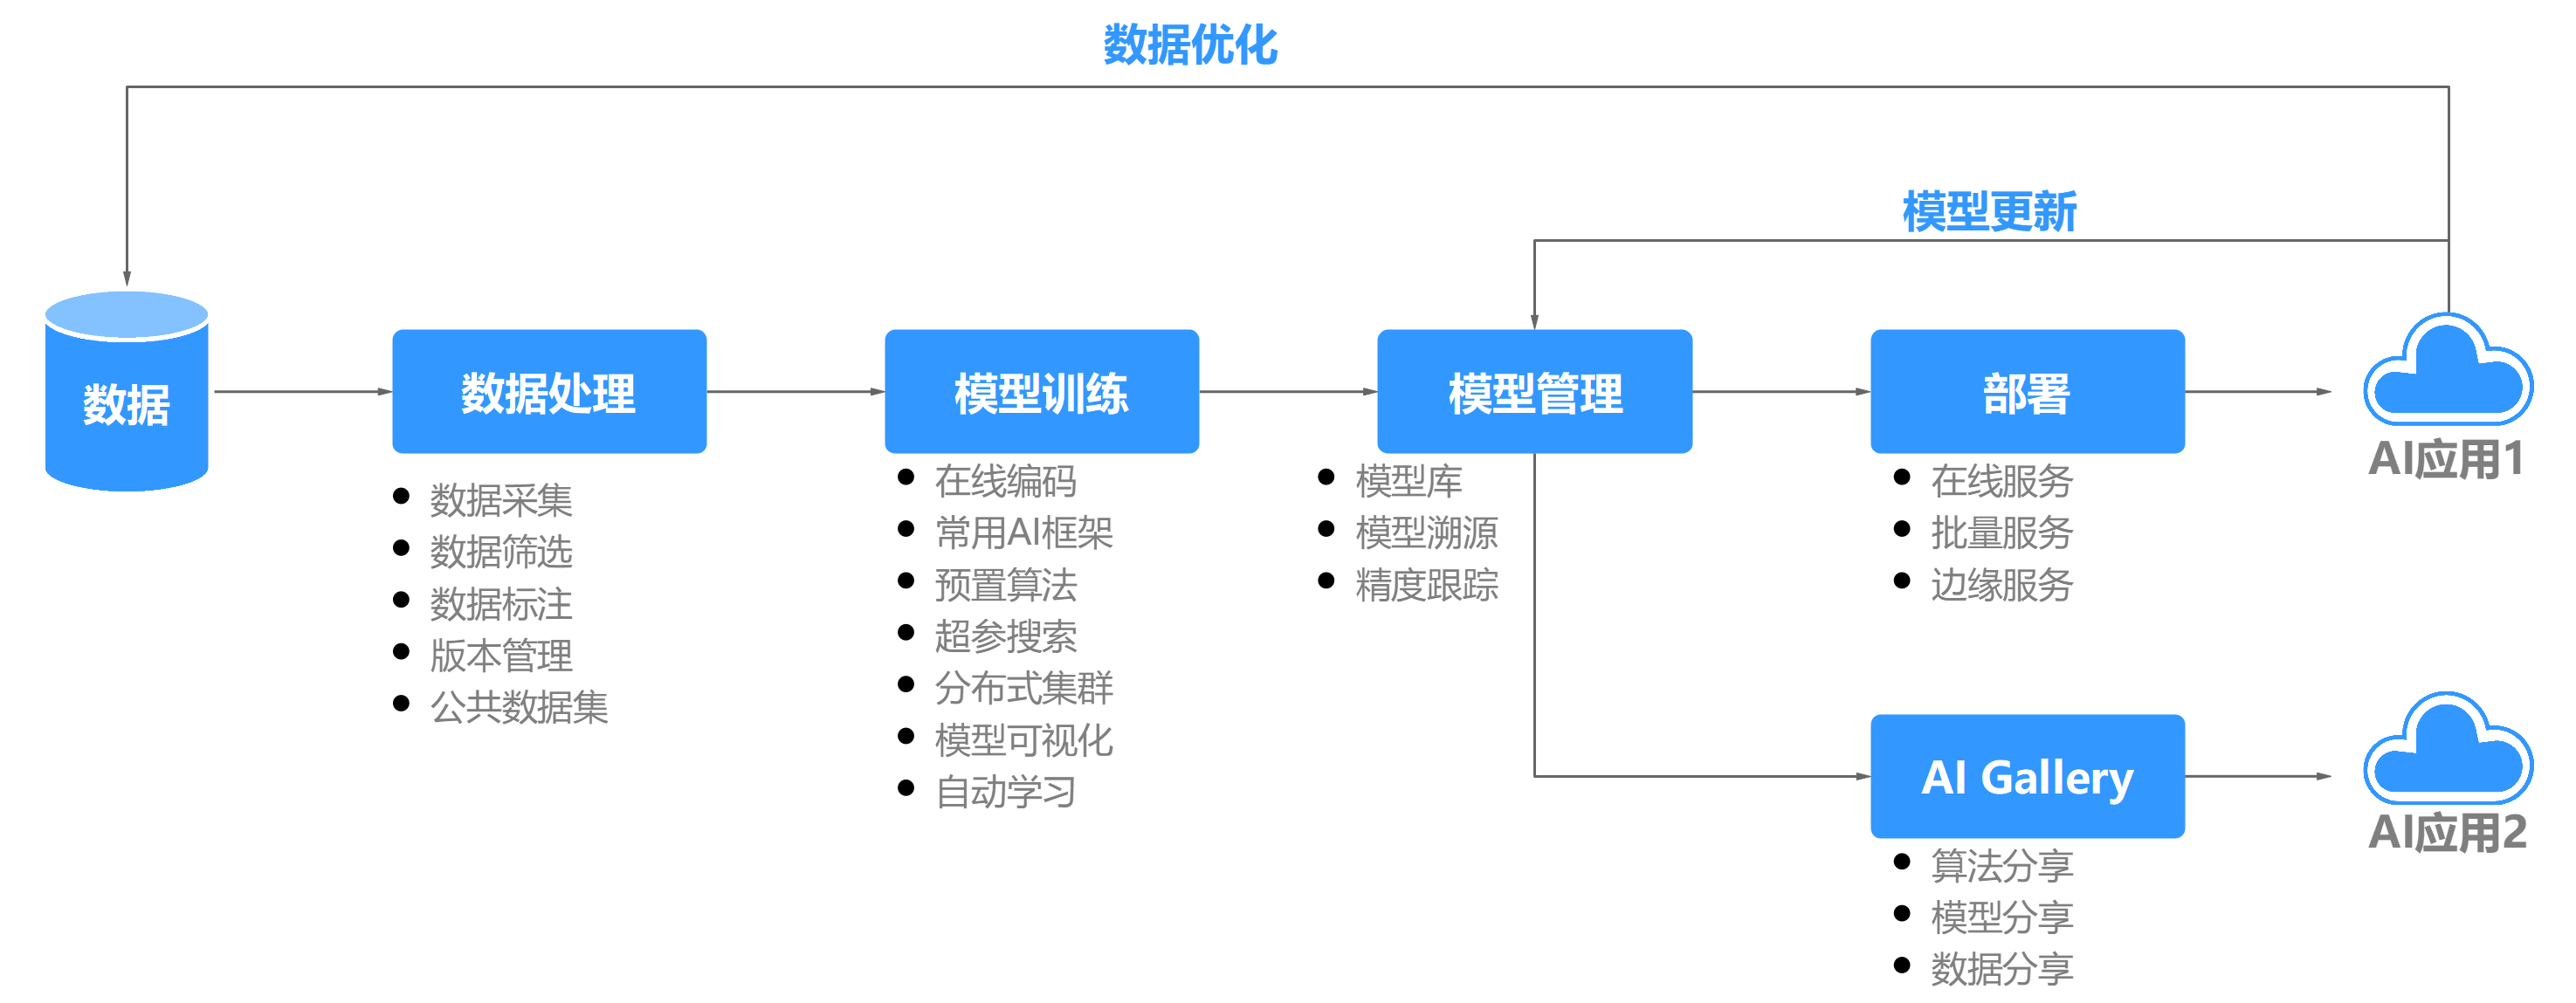 数据优化
模型更新
数据
数据处理
数据采集
数据筛选
数据标注
版本管理
公共数据集
模型训练
在线编码
常用AI框架
预置算法
超参搜索
分布式集群
模型可视化
自动学习
模型管理
模型库
模型溯源
精度跟踪
部署
在线服务
批量服务
边缘服务
AI应用1
AI Gallery
算法分享
模型分享
数据分享
AI应用2